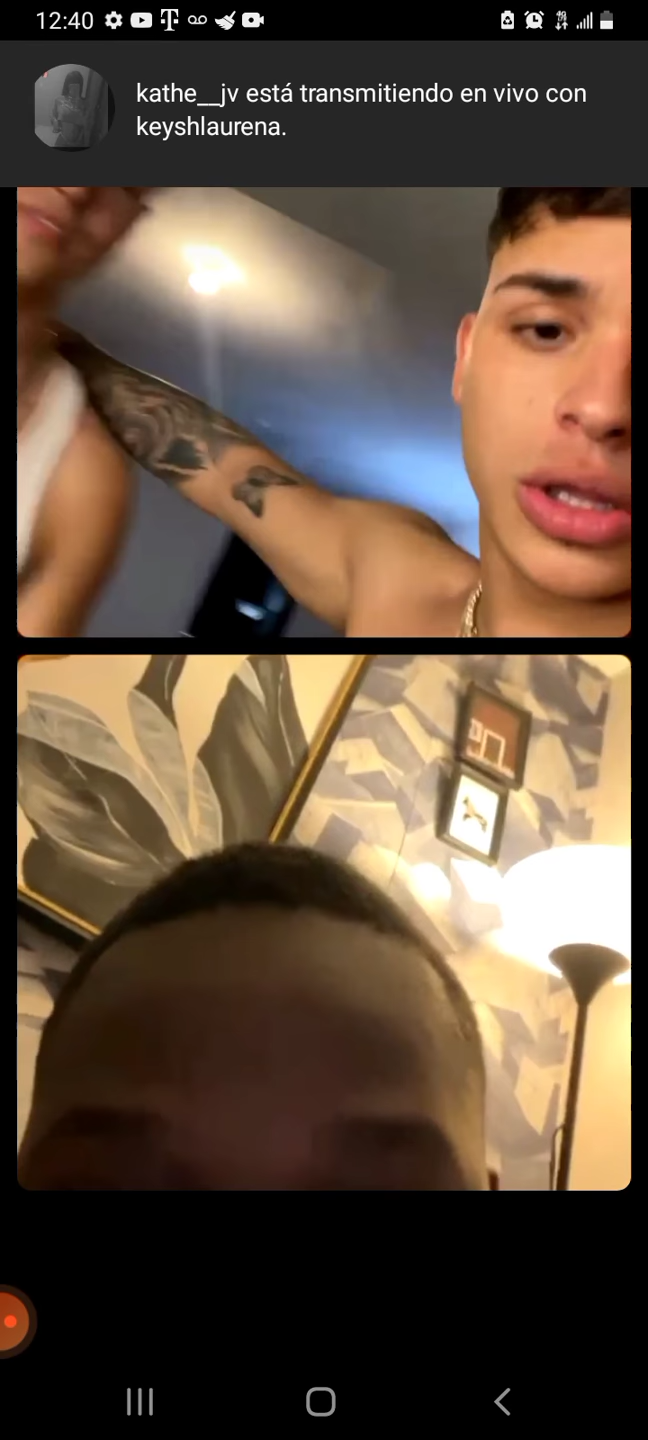 12:40
kathe__jv está transmitiendo en vivo con
keyshlaurena.